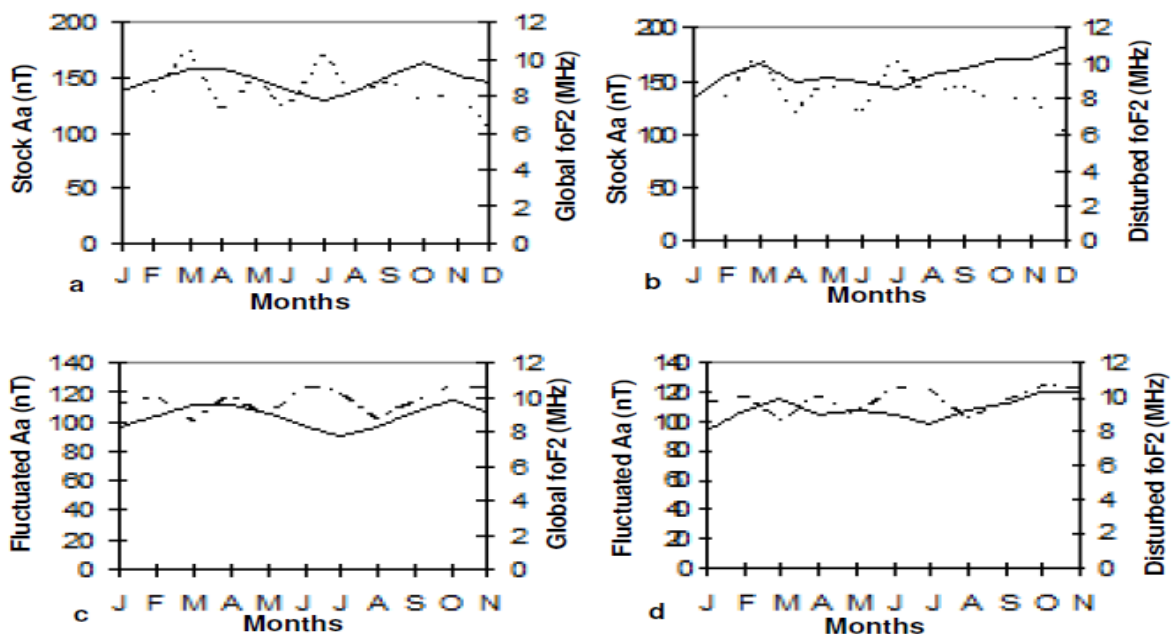 200
150
100
50
0
12
10
8
6
4
2
0
Stock Aa (nT)
Global foF2 (MHz)
J F M A M J J A S O N D
a
Months
200
150
100
50
0
12
10
8
6
4
2
0
Stock Aa (nT)
Disturbed foF2 (MHz)
J F M A M J J A S O N D
b
Months
140
120
100
80
60
40
20
0
12
10
8
6
4
2
0
Fluctuated Aa (nT)
Global foF2 (MHz)
J F M A M J J A S O N
c
Months
140
120
100
80
60
40
20
0
12
10
8
6
4
2
0
Fluctuated Aa (nT)
Disturbed foF2 (MHz)
J F M A M J J A S O N
d
Months